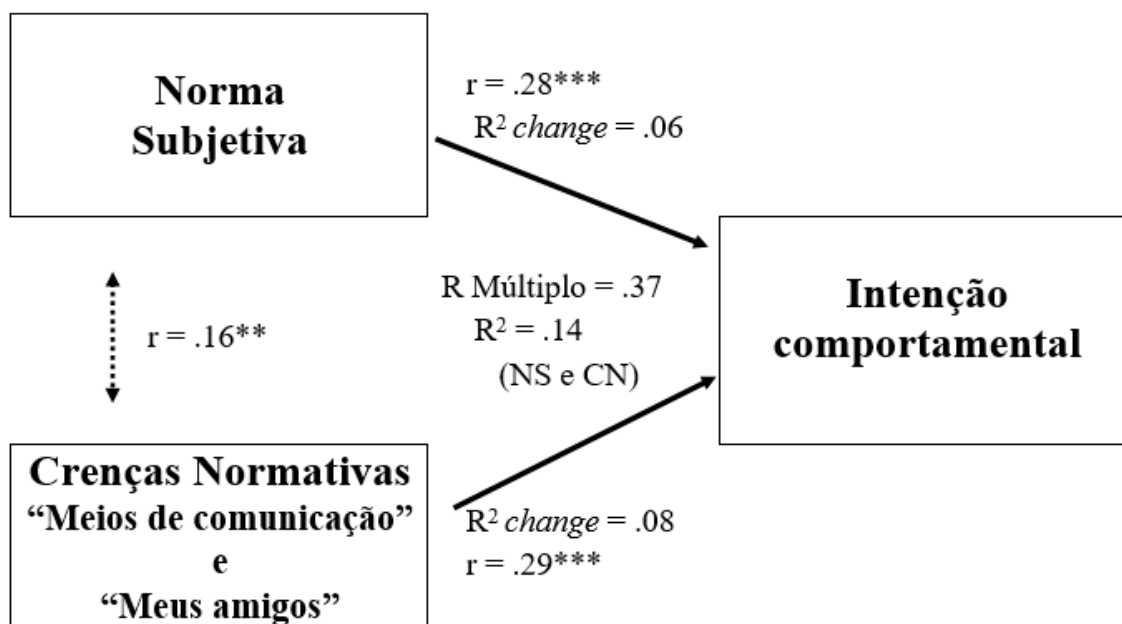 Norma
Subjetiva
r = .28***
R² change = .06
r = .16**
R Múltiplo = .37
R² = .14
(NS e CN)
Intenção
comportamental
Crenças Normativas
“Meios de comunicação”
e
“Meus amigos”
R² change = .08
r = .29***